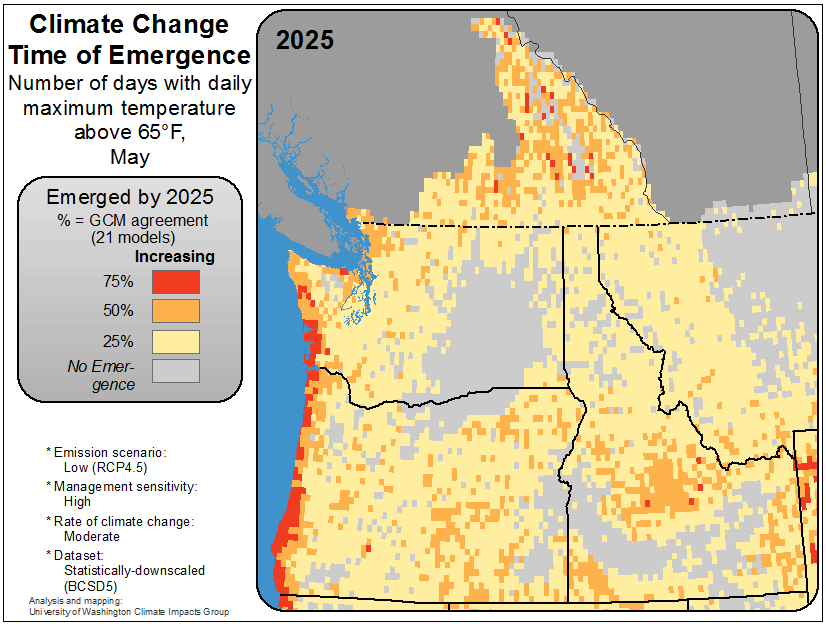 Climate Change
Time of Emergence
Number of days with daily
maximum temperature
above 65°F,
May
2025
Emerged by 2025
% = GCM agreement
(21 models)
Increasing
75%
50%
25%
No Emer-
gence
* Emission scenario:
Low (RCP4.5)
* Management sensitivity:
High
* Rate of climate change:
Moderate
* Dataset:
Statistically-downscaled
(BCSD5)
Analysis and mapping:
University of Washington Climate Impacts Group